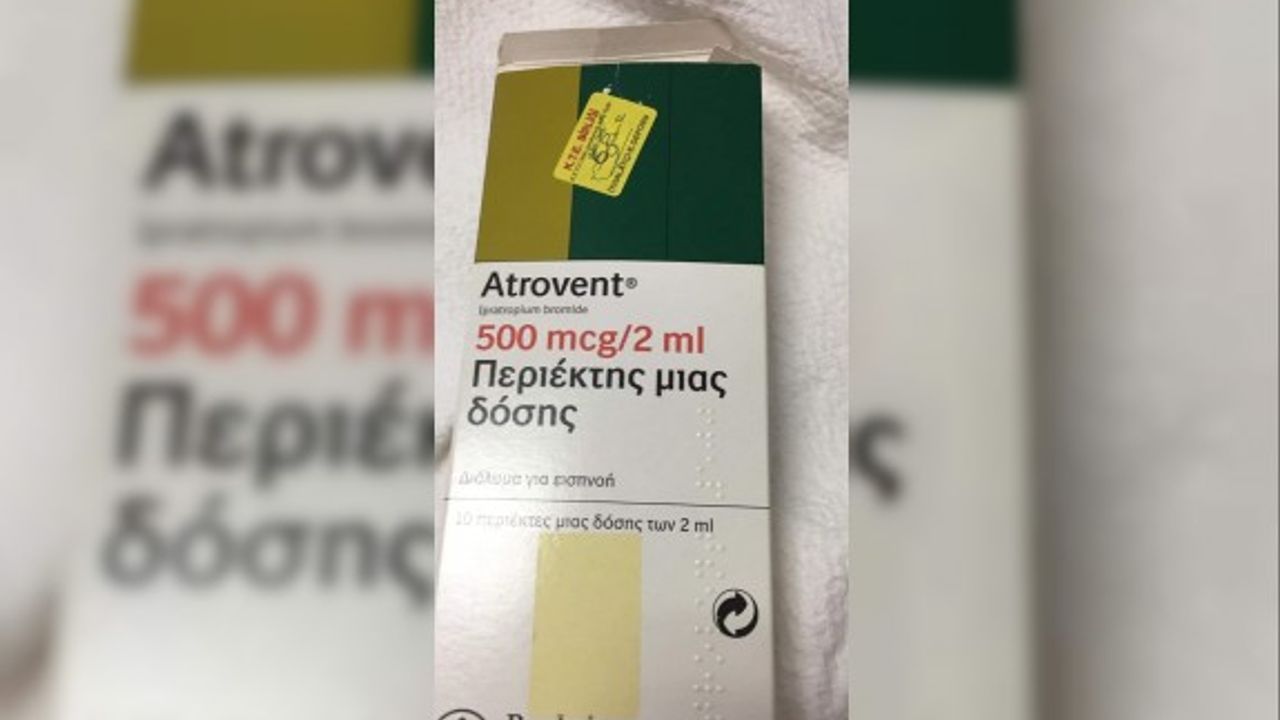 Κ.Υ.Ε. ΦΙΑΛΗΣ
Atrovent®
ipratropium bromide
500 mcg/2 ml
Περιέκτης μιας
δόσης
Διάλυμα για εισπνοή
10 περιέκτες μιας δόσης των 2 ml